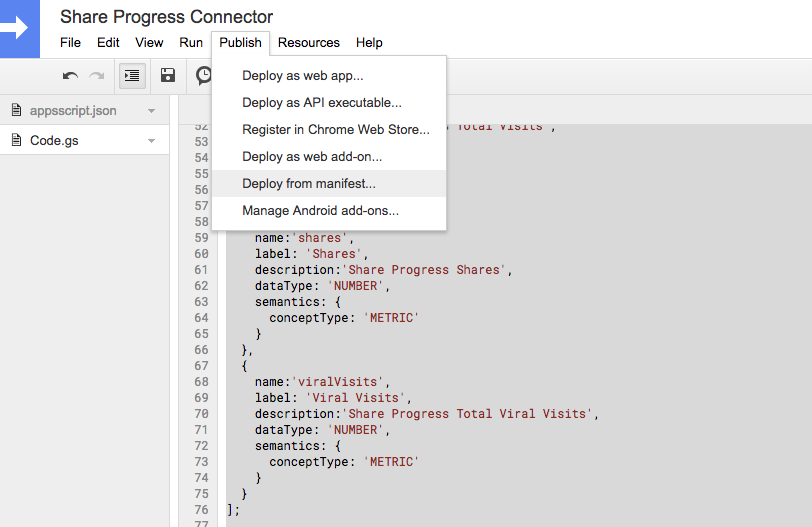 Share Progress Connector
File Edit View Run Publish Resources Help
Deploy as web app...
Deploy as API executable...
Register in Chrome Web Store...
Deploy as web add-on...
Deploy from manifest...
Manage Android add-ons...
appsscript.json
Code.gs
52 Total Visits',
53
54
55
56
57
58
59 name:'shares',
60 label: 'Shares',
61 description:'Share Progress Shares',
62 dataType: 'NUMBER',
63 semantics: {
64 conceptType: 'METRIC'
65 }
66 },
67 {
68 name:'viralVisits',
69 label: 'Viral Visits',
70 description:'Share Progress Total Viral Visits',
71 dataType: 'NUMBER',
72 semantics: {
73 conceptType: 'METRIC'
74 }
75 }
76 ];
77